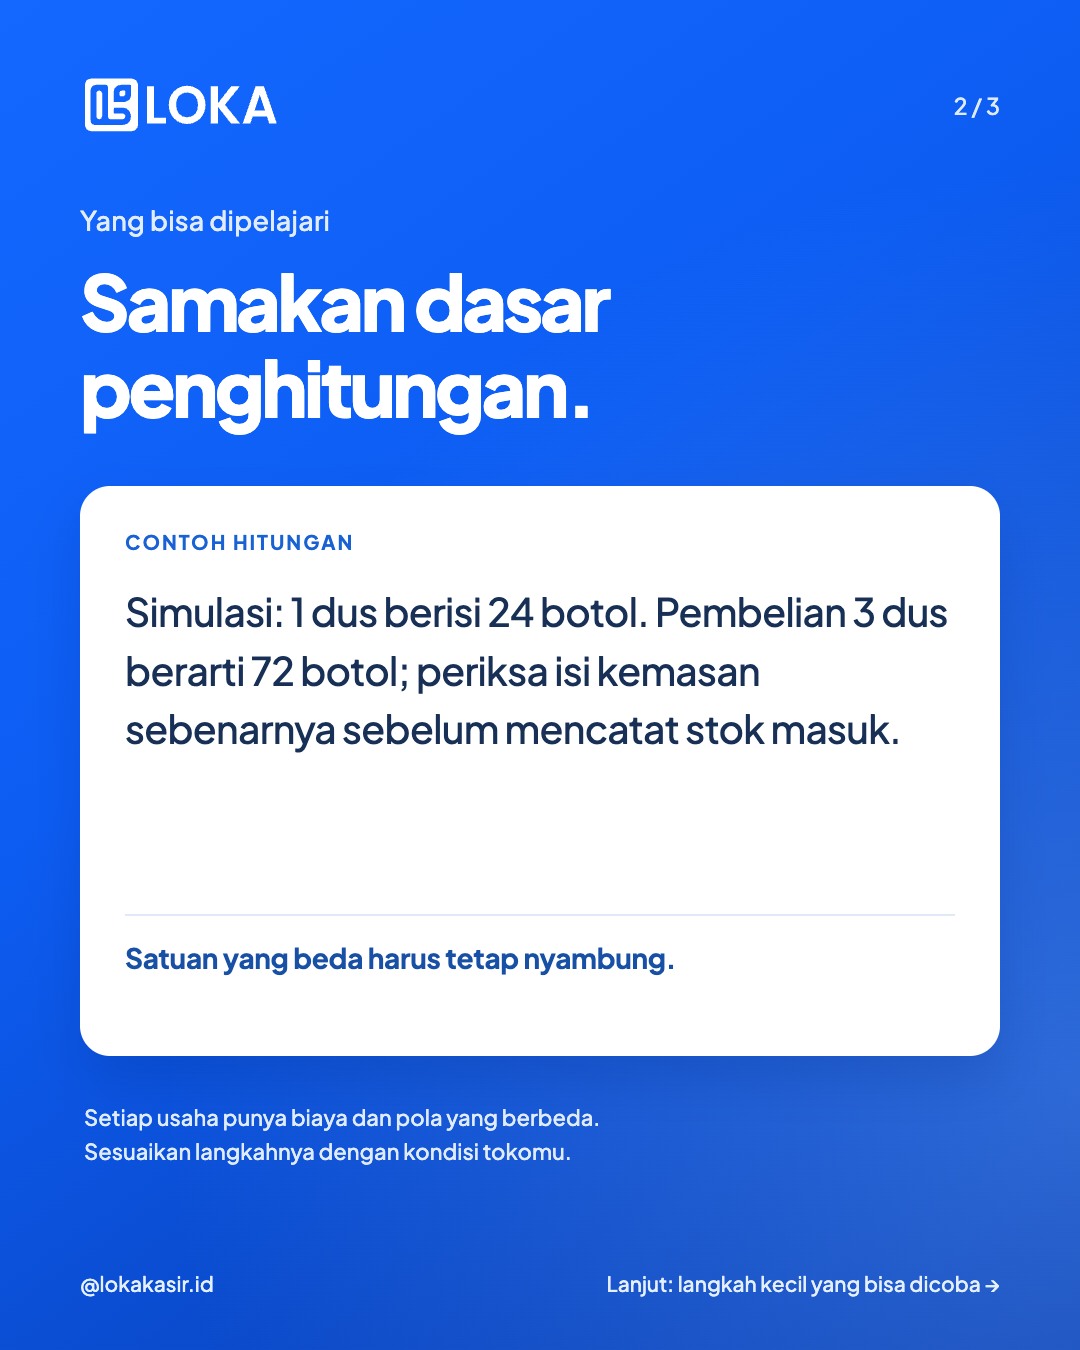 LOKA
2 / 3
Yang bisa dipelajari
Samakan dasar
penghitungan.
CONTOH HITUNGAN
Simulasi: 1 dus berisi 24 botol. Pembelian 3 dus
berarti 72 botol; periksa isi kemasan
sebenarnya sebelum mencatat stok masuk.
Satuan yang beda harus tetap nyambung.
Setiap usaha punya biaya dan pola yang berbeda.
Sesuaikan langkahnya dengan kondisi tokomu.
@lokakasir.id
Lanjut: langkah kecil yang bisa dicoba →